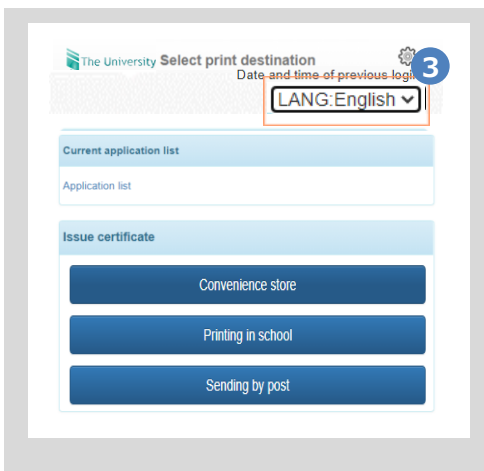 The University Select print destination
Date and time of previous login
3
LANG:English
Current application list
Application list
Issue certificate
Convenience store
Printing in school
Sending by post